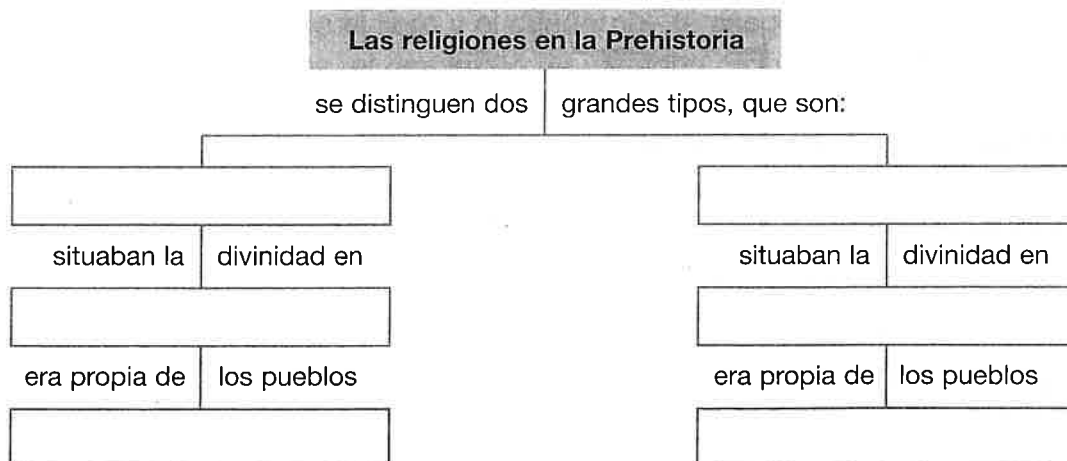 Las religiones en la Prehistoria
se distinguen dos grandes tipos, que son:
situaban la divinidad en
situaban la divinidad en
era propia de los pueblos
era propia de los pueblos